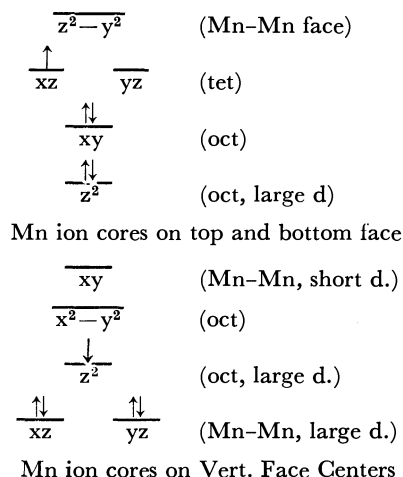 z²—y² (Mn–Mn face)
↑
xz yz (tet)
↑↓
xy (oct)
↑↓
z² (oct, large d)
Mn ion cores on top and bottom face
xy (Mn–Mn, short d.)
x²—y² (oct)
↓
z² (oct, large d.)
↑↓ ↑↓
xz yz (Mn–Mn, large d.)
Mn ion cores on Vert. Face Centers